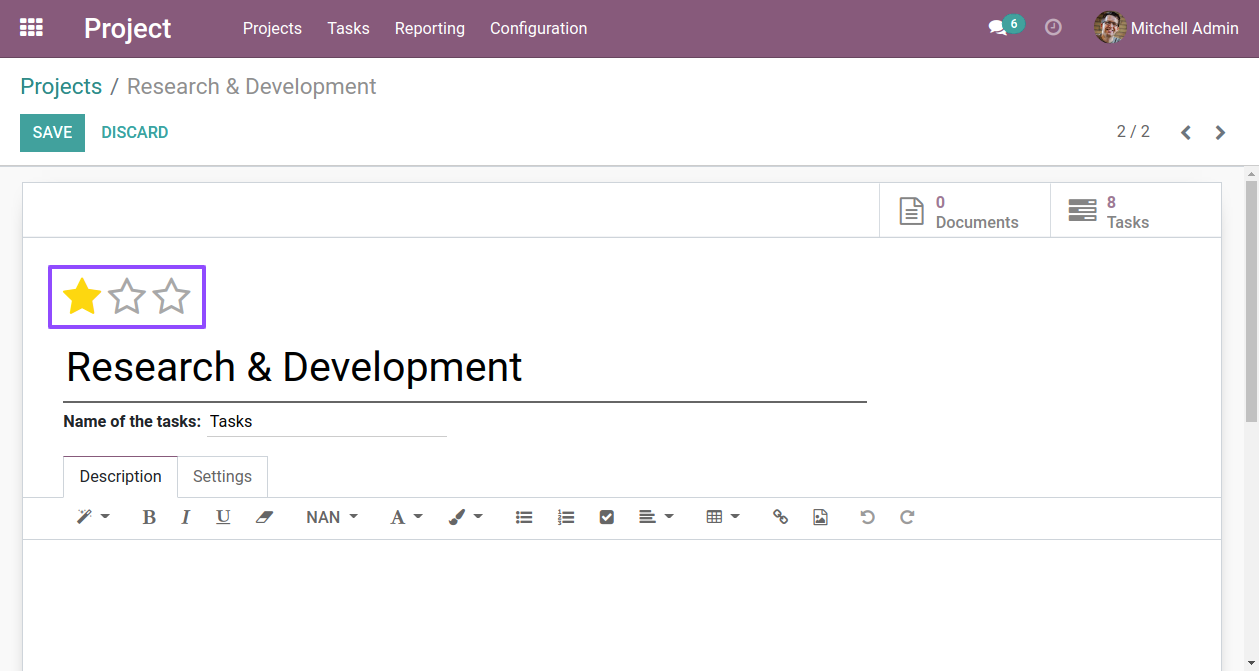 Project Projects Tasks Reporting Configuration 6 Mitchell Admin
Projects / Research & Development
SAVE DISCARD 2 / 2
0
Documents
8
Tasks
Research & Development
Name of the tasks: Tasks
Description Settings
B I U NAN A